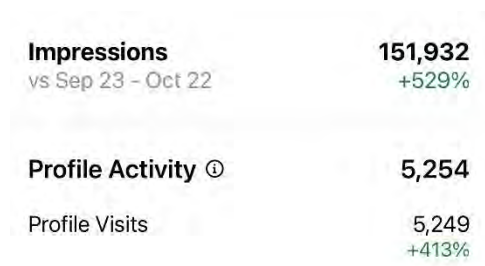 Impressions 151,932
vs Sep 23 - Oct 22 +529%
Profile Activity 5,254
Profile Visits 5,249
+413%